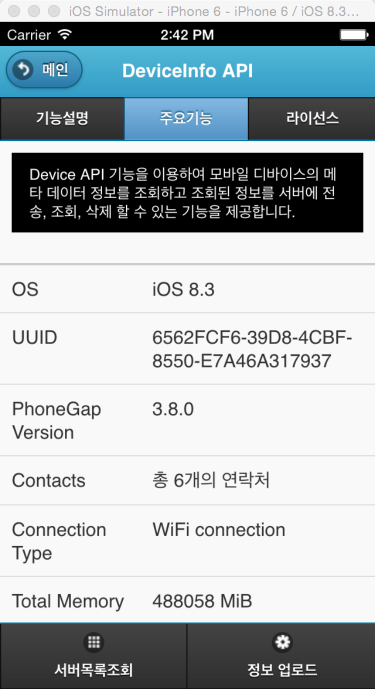 iOS Simulator - iPhone 6 - iPhone 6 / iOS 8.3...
Carrier 2:42 PM
메인 DeviceInfo API
기능설명 주요기능 라이선스
Device API 기능을 이용하여 모바일 디바이스의 메
타 데이터 정보를 조회하고 조회된 정보를 서버에 전
송, 조회, 삭제 할 수 있는 기능을 제공합니다.
OS iOS 8.3
UUID 6562FCF6-39D8-4CBF-
8550-E7A46A317937
PhoneGap 3.8.0
Version
Contacts 총 6개의 연락처
Connection WiFi connection
Type
Total Memory 488058 MiB
서버목록조회 정보 업로드